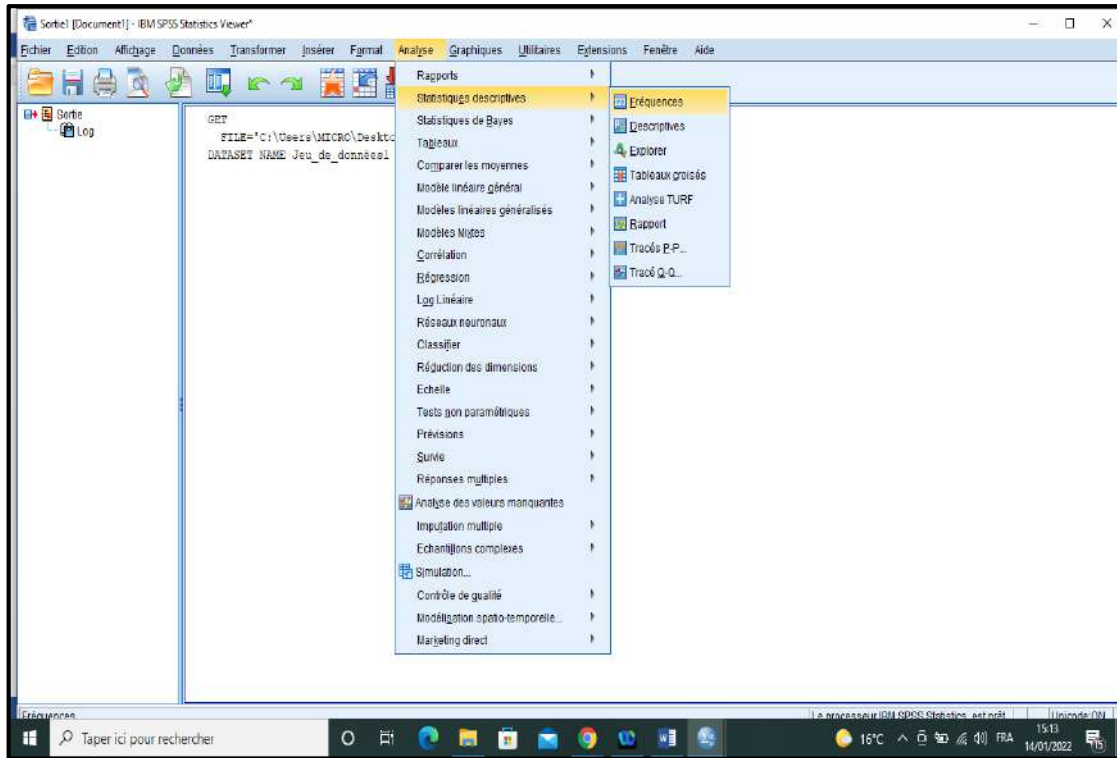 Sortie1 [Document1] - IBM SPSS Statistics Viewer*
Fichier Edition Affichage Données Transformer Insérer Format Analyse Graphiques Utilitaires Extensions Fenêtre Aide
Sortie
Log
GET
FILE='C:\Users\MICRO\Deskto
DATASET NAME Jeu_de_données1
Rapports
Statistiques descriptives
Statistiques de Bayes
Tableaux
Comparer les moyennes
Modèle linéaire général
Modèles linéaires généralisés
Modèles Mixtes
Corrélation
Régression
Log Linéaire
Réseaux neuronaux
Classifier
Réduction des dimensions
Echelle
Tests non paramétriques
Prévisions
Survie
Réponses multiples
Analyse des valeurs manquantes
Imputation multiple
Echantillons complexes
Simulation...
Contrôle de qualité
Modélisation spatio-temporelle...
Marketing direct
Fréquences
Descriptives
Explorer
Tableaux croisés
Analyse TURF
Rapport
Tracés P-P...
Tracé Q-Q...
Fréquences
Le processeur IBM SPSS Statistics est prêt
Unicode:ON
Taper ici pour rechercher
16°C
FRA
15:13
14/01/2022
15